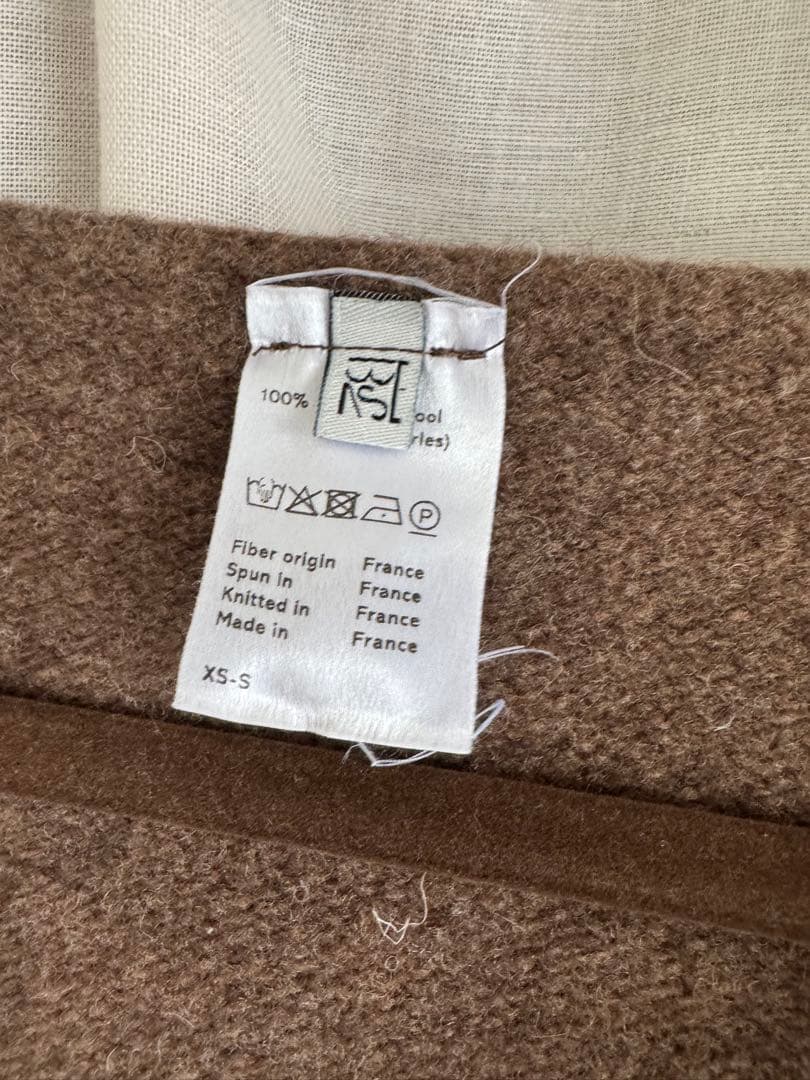 100%
ool
rles)
P
Fiber origin France
Spun in France
Knitted in France
Made in France
XS-S